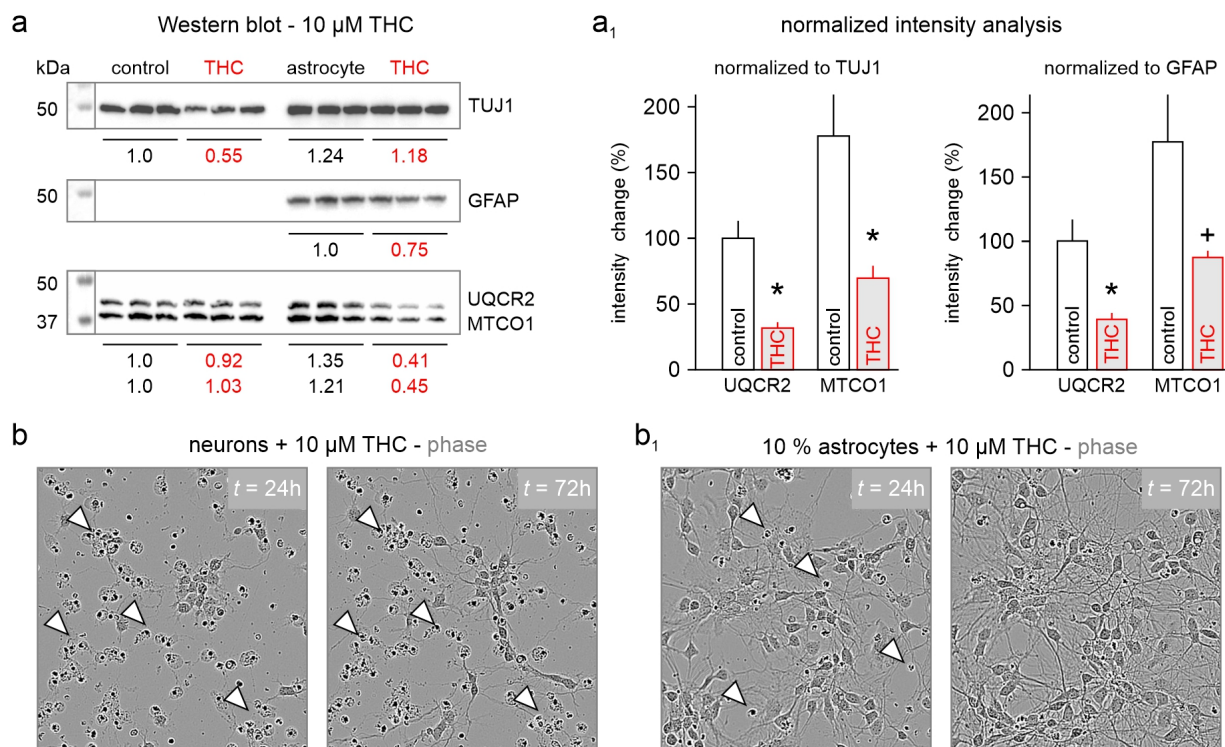 a Western blot - 10 µM THC
kDa control THC astrocyte THC
50 TUJ1
1.0 0.55 1.24 1.18
50 GFAP
1.0 0.75
50 UQCR2
37 MTCO1
1.0 0.92 1.35 0.41
1.0 1.03 1.21 0.45
a1 normalized intensity analysis
normalized to TUJ1
intensity change (%)
200
150
100
50
0
control THC control THC
* *
UQCR2 MTCO1
normalized to GFAP
intensity change (%)
200
150
100
50
0
control THC control THC
* +
UQCR2 MTCO1
b neurons + 10 µM THC - phase
t = 24h t = 72h
b1 10 % astrocytes + 10 µM THC - phase
t = 24h t = 72h